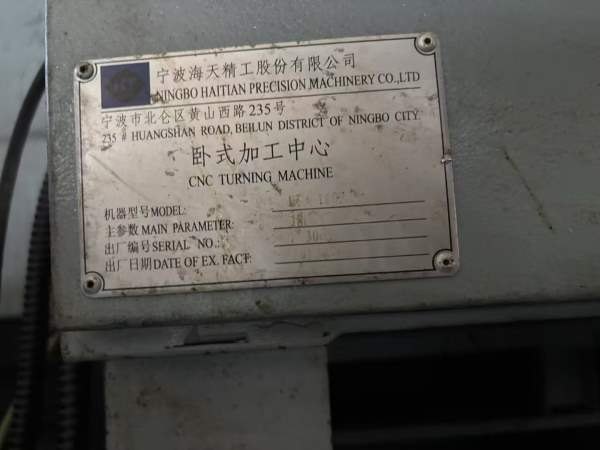 宁波海天精工股份有限公司
NINGBO HAITIAN PRECISION MACHINERY CO.,LTD
宁波市北仑区黄山西路235号
235 # HUANGSHAN ROAD, BEILUN DISTRICT OF NINGBO CITY
卧式加工中心
CNC TURNING MACHINE
机器型号MODEL:
主参数MAIN PARAMETER:
出厂编号SERIAL NO.:
出厂日期DATE OF EX. FACT: